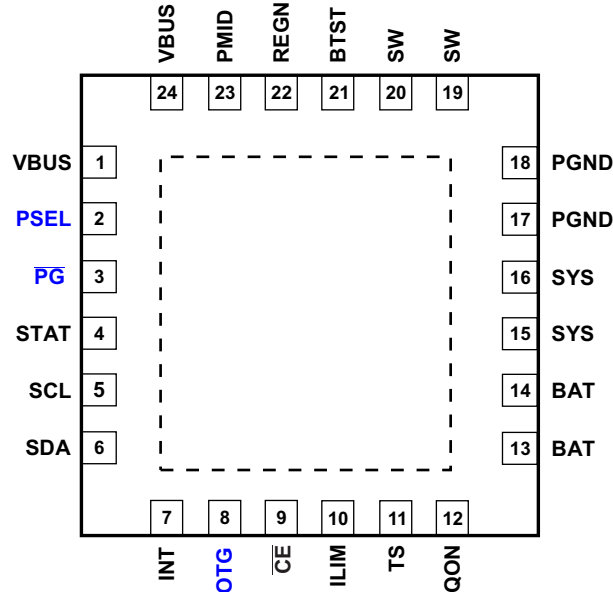 VBUS PMID REGN BTST SW SW
24 23 22 21 20 19
VBUS 1 18 PGND
PSEL 2 17 PGND
P̅G̅ 3 16 SYS
STAT 4 15 SYS
SCL 5 14 BAT
SDA 6 13 BAT
7 8 9 10 11 12
INT OTG C̅E̅ ILIM TS QON